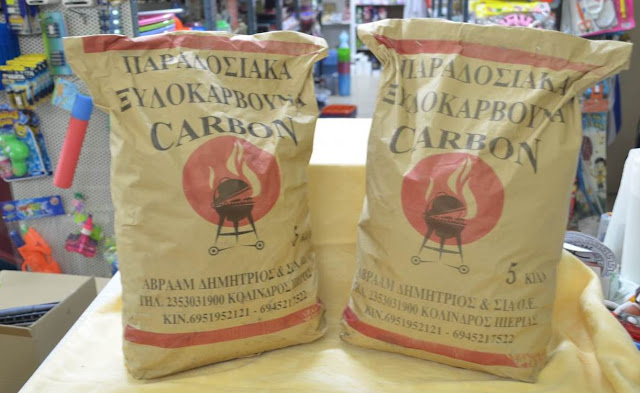 ΠΑΡΑΔΟΣΙΑΚΑ
ΞΥΛΟΚΑΡΒΟΥΝΑ
CARBON
5
ΑΒΡΑΑΜ ΔΗΜΗΤΡΙΟΣ & ΣΙΑ Ο.Ε.
ΤΗΛ. 2353031900 ΚΟΛΙΝΔΡΟΣ ΠΙΕΡΙΑΣ
ΚΙΝ.6951952121 - 6945217522
ΠΑΡΑΔΟΣΙΑΚΑ
ΞΥΛΟΚΑΡΒΟΥΝΑ
CARBON
5 ΚΙΛΑ
ΑΒΡΑΑΜ ΔΗΜΗΤΡΙΟΣ & ΣΙΑ Ο.Ε.
ΤΗΛ. 2353031900 ΚΟΛΙΝΔΡΟΣ ΠΙΕΡΙΑΣ
ΚΙΝ.6951952121 - 6945217522